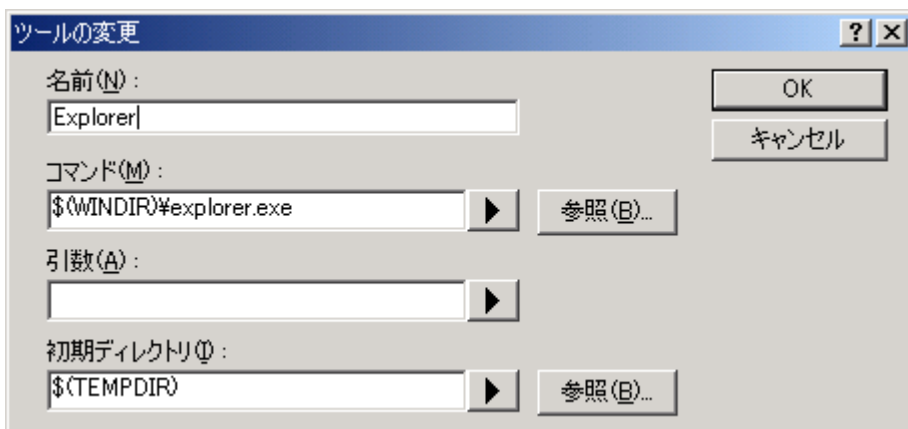 ツールの変更
名前(N):
OK
Explorer
キャンセル
コマンド(M):
$(WINDIR)¥explorer.exe
参照(B)...
引数(A):
初期ディレクトリ(I):
$(TEMPDIR)
参照(B)...